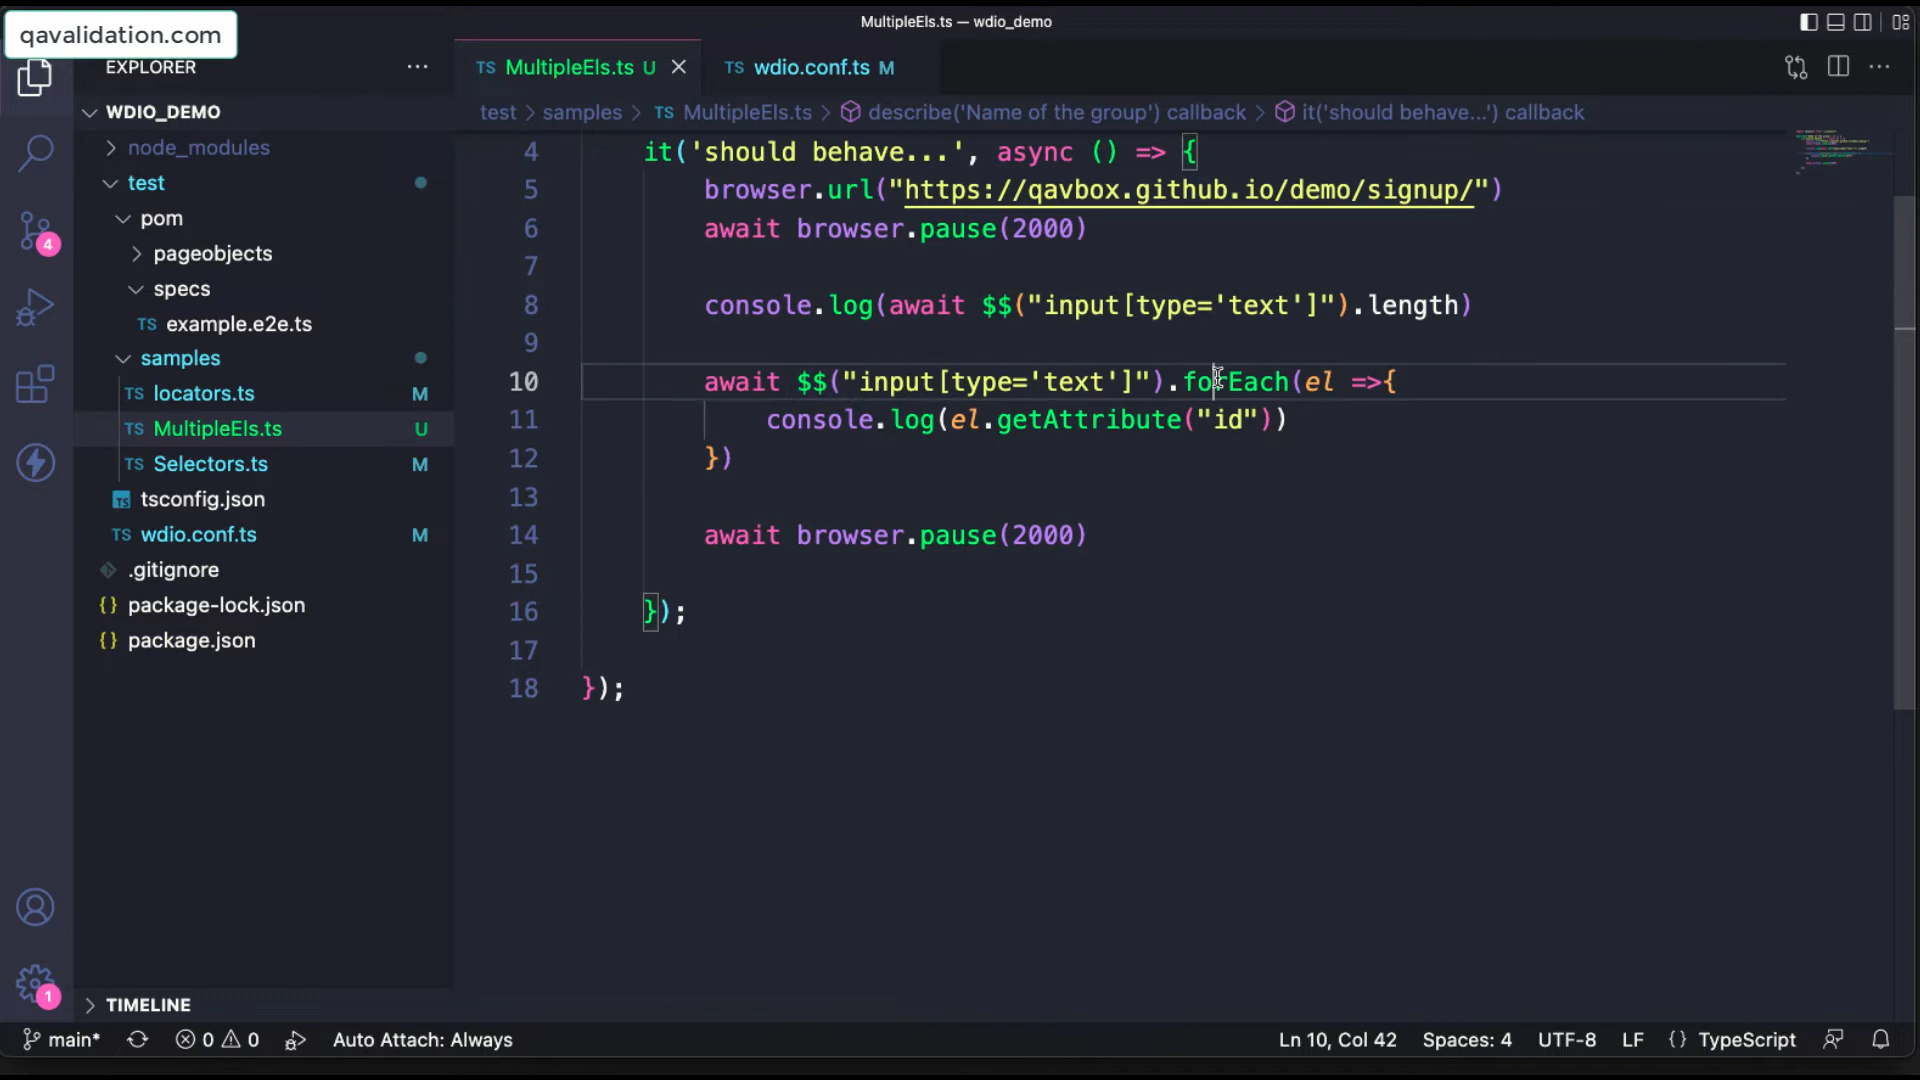 MultipleEls.ts — wdio_demo
qavalidation.com
EXPLORER
TS MultipleEls.ts U
TS wdio.conf.ts M
WDIO_DEMO
node_modules
test
pom
pageobjects
specs
TS example.e2e.ts
samples
TS locators.ts M
TS MultipleEls.ts U
TS Selectors.ts M
TS tsconfig.json
TS wdio.conf.ts M
.gitignore
{} package-lock.json
{} package.json
TIMELINE
4
1
test > samples > TS MultipleEls.ts > describe('Name of the group') callback > it('should behave...') callback
4 it('should behave...', async () => {
5 browser.url("https://qavbox.github.io/demo/signup/")
6 await browser.pause(2000)
7
8 console.log(await $$("input[type='text']").length)
9
10 await $$("input[type='text']").forEach(el =>{
11 console.log(el.getAttribute("id"))
12 })
13
14 await browser.pause(2000)
15
16 });
17
18 });
main* 0 0 Auto Attach: Always Ln 10, Col 42 Spaces: 4 UTF-8 LF {} TypeScript